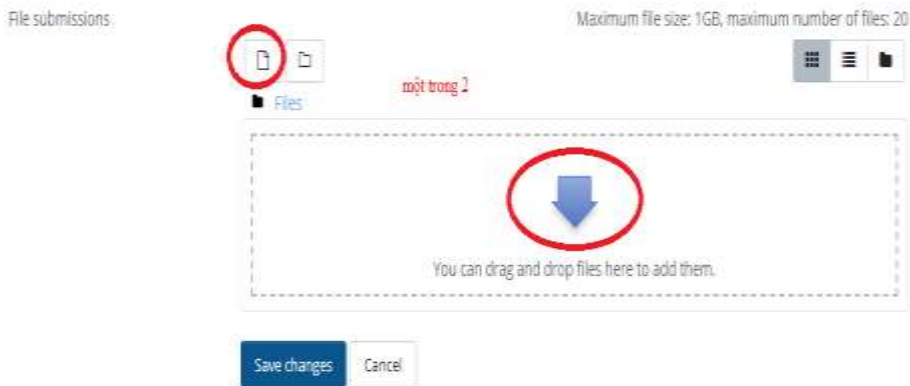 File submissions
Maximum file size: 1GB, maximum number of files: 20
một trong 2
Files
You can drag and drop files here to add them.
Save changes
Cancel